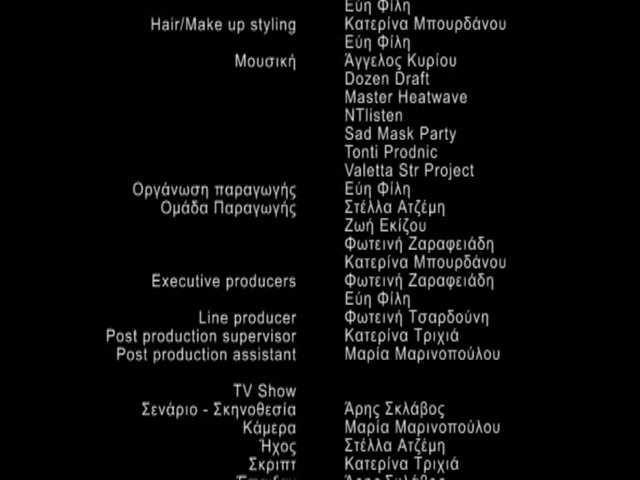 Εύη Φίλη
Hair/Make up styling Κατερίνα Μπουρδάνου
Εύη Φίλη
Μουσική Άγγελος Κυρίου
Dozen Draft
Master Heatwave
NTlisten
Sad Mask Party
Tonti Prodnic
Valetta Str Project
Οργάνωση παραγωγής Εύη Φίλη
Ομάδα Παραγωγής Στέλλα Ατζέμη
Ζωή Εκίζου
Φωτεινή Ζαραφειάδη
Κατερίνα Μπουρδάνου
Executive producers Φωτεινή Ζαραφειάδη
Εύη Φίλη
Line producer Φωτεινή Τσαρδούνη
Post production supervisor Κατερίνα Τριχιά
Post production assistant Μαρία Μαρινοπούλου
TV Show
Σενάριο - Σκηνοθεσία Άρης Σκλάβος
Κάμερα Μαρία Μαρινοπούλου
Ήχος Στέλλα Ατζέμη
Σκριπτ Κατερίνα Τριχιά
Άρης Σκλάβος